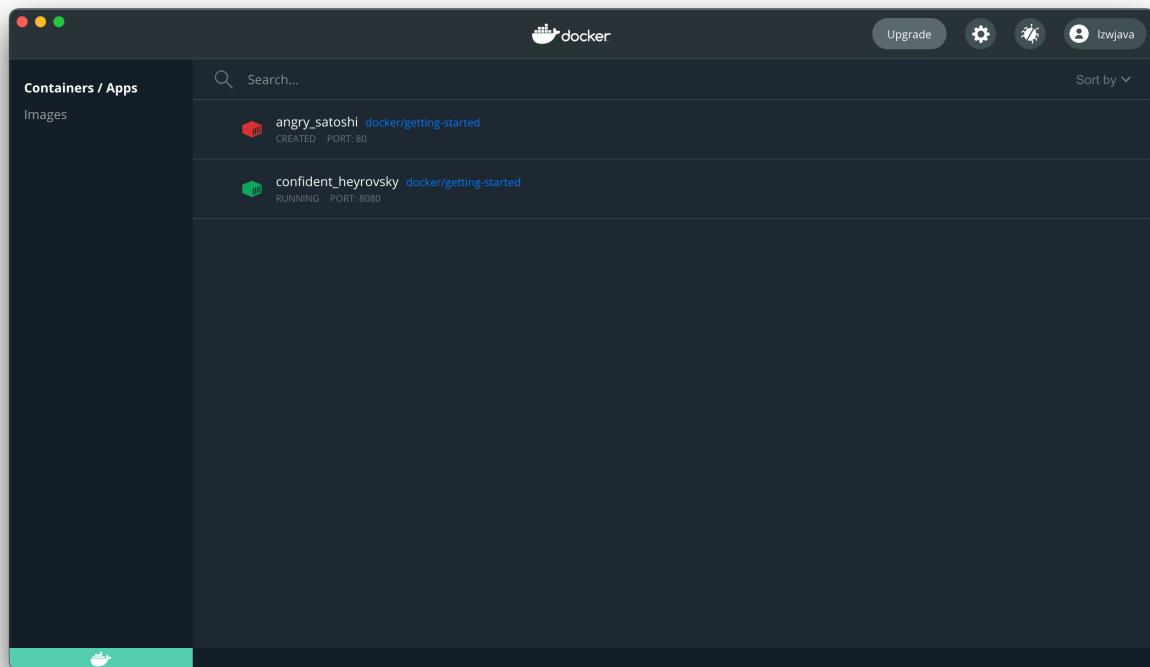 docker
Upgrade
lzwjava
Containers / Apps
Images
Search...
Sort by
angry_satoshi docker/getting-started
CREATED PORT: 80
confident_heyrovsky docker/getting-started
RUNNING PORT: 8080